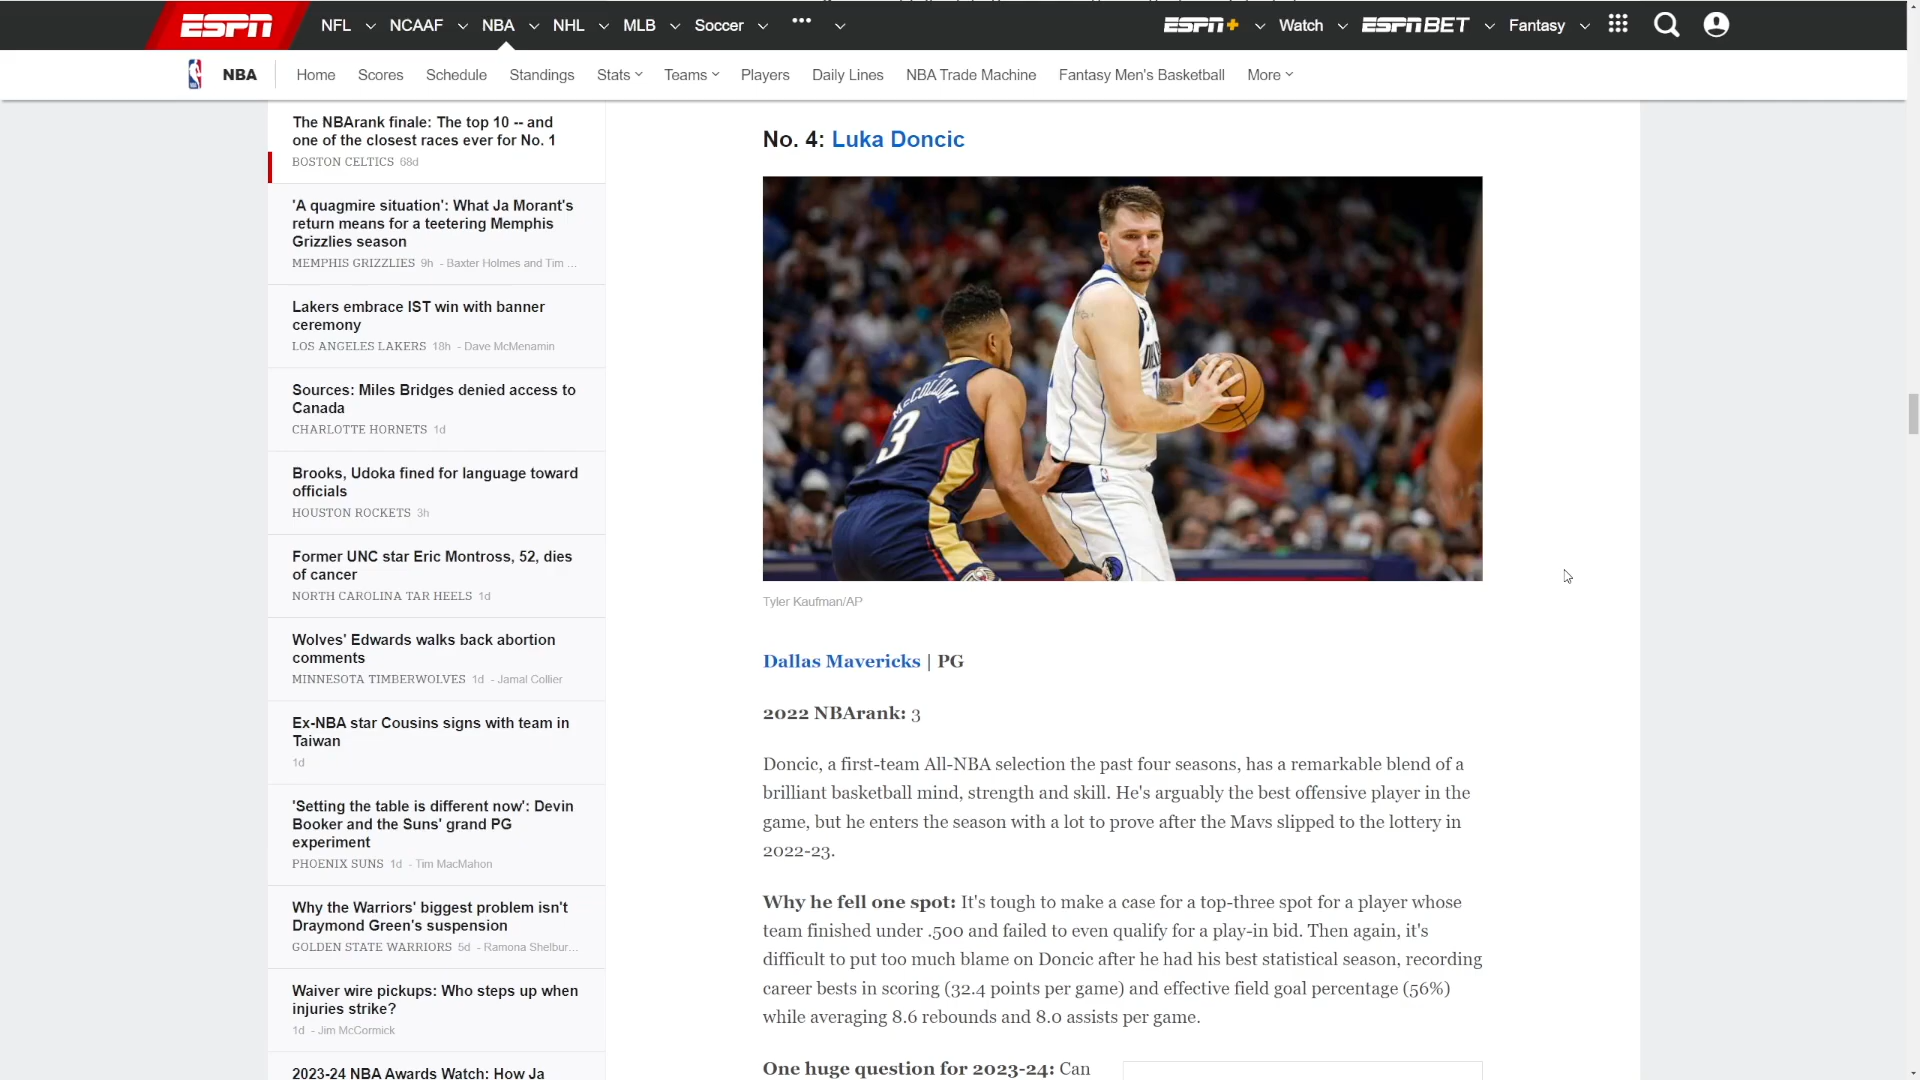 ESPN NFL NCAAF NBA NHL MLB Soccer ••• ESPN+ Watch ESPN BET Fantasy
NBA Home Scores Schedule Standings Stats Teams Players Daily Lines NBA Trade Machine Fantasy Men's Basketball More
The NBArank finale: The top 10 -- and
one of the closest races ever for No. 1
BOSTON CELTICS 68d
'A quagmire situation': What Ja Morant's
return means for a teetering Memphis
Grizzlies season
MEMPHIS GRIZZLIES 9h - Baxter Holmes and Tim ...
Lakers embrace IST win with banner
ceremony
LOS ANGELES LAKERS 18h - Dave McMenamin
Sources: Miles Bridges denied access to
Canada
CHARLOTTE HORNETS 1d
Brooks, Udoka fined for language toward
officials
HOUSTON ROCKETS 3h
Former UNC star Eric Montross, 52, dies
of cancer
NORTH CAROLINA TAR HEELS 1d
Wolves' Edwards walks back abortion
comments
MINNESOTA TIMBERWOLVES 1d - Jamal Collier
Ex-NBA star Cousins signs with team in
Taiwan
1d
'Setting the table is different now': Devin
Booker and the Suns' grand PG
experiment
PHOENIX SUNS 1d - Tim MacMahon
Why the Warriors' biggest problem isn't
Draymond Green's suspension
GOLDEN STATE WARRIORS 5d - Ramona Shelbur...
Waiver wire pickups: Who steps up when
injuries strike?
1d - Jim McCormick
2023-24 NBA Awards Watch: How Ja
No. 4: Luka Doncic
McCOLLUM
3
Tyler Kaufman/AP
Dallas Mavericks | PG
2022 NBArank: 3
Doncic, a first-team All-NBA selection the past four seasons, has a remarkable blend of a
brilliant basketball mind, strength and skill. He's arguably the best offensive player in the
game, but he enters the season with a lot to prove after the Mavs slipped to the lottery in
2022-23.
Why he fell one spot: It's tough to make a case for a top-three spot for a player whose
team finished under .500 and failed to even qualify for a play-in bid. Then again, it's
difficult to put too much blame on Doncic after he had his best statistical season, recording
career bests in scoring (32.4 points per game) and effective field goal percentage (56%)
while averaging 8.6 rebounds and 8.0 assists per game.
One huge question for 2023-24: Can